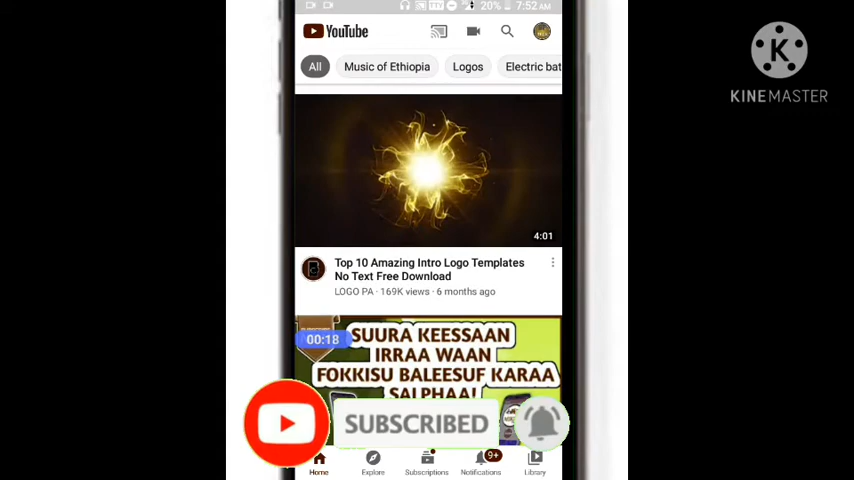 20% 7:52 AM
YouTube
All Music of Ethiopia Logos Electric bat
4:01
Top 10 Amazing Intro Logo Templates
No Text Free Download
LOGO PA · 169K views · 6 months ago
00:18
SUURA KEESSAAN
IRRAA WAAN
FOKKISU BALEESUF KARAA
SALPHAA!
SUBSCRIBED
9+
Home Explore Subscriptions Notifications Library
K
KINEMASTER